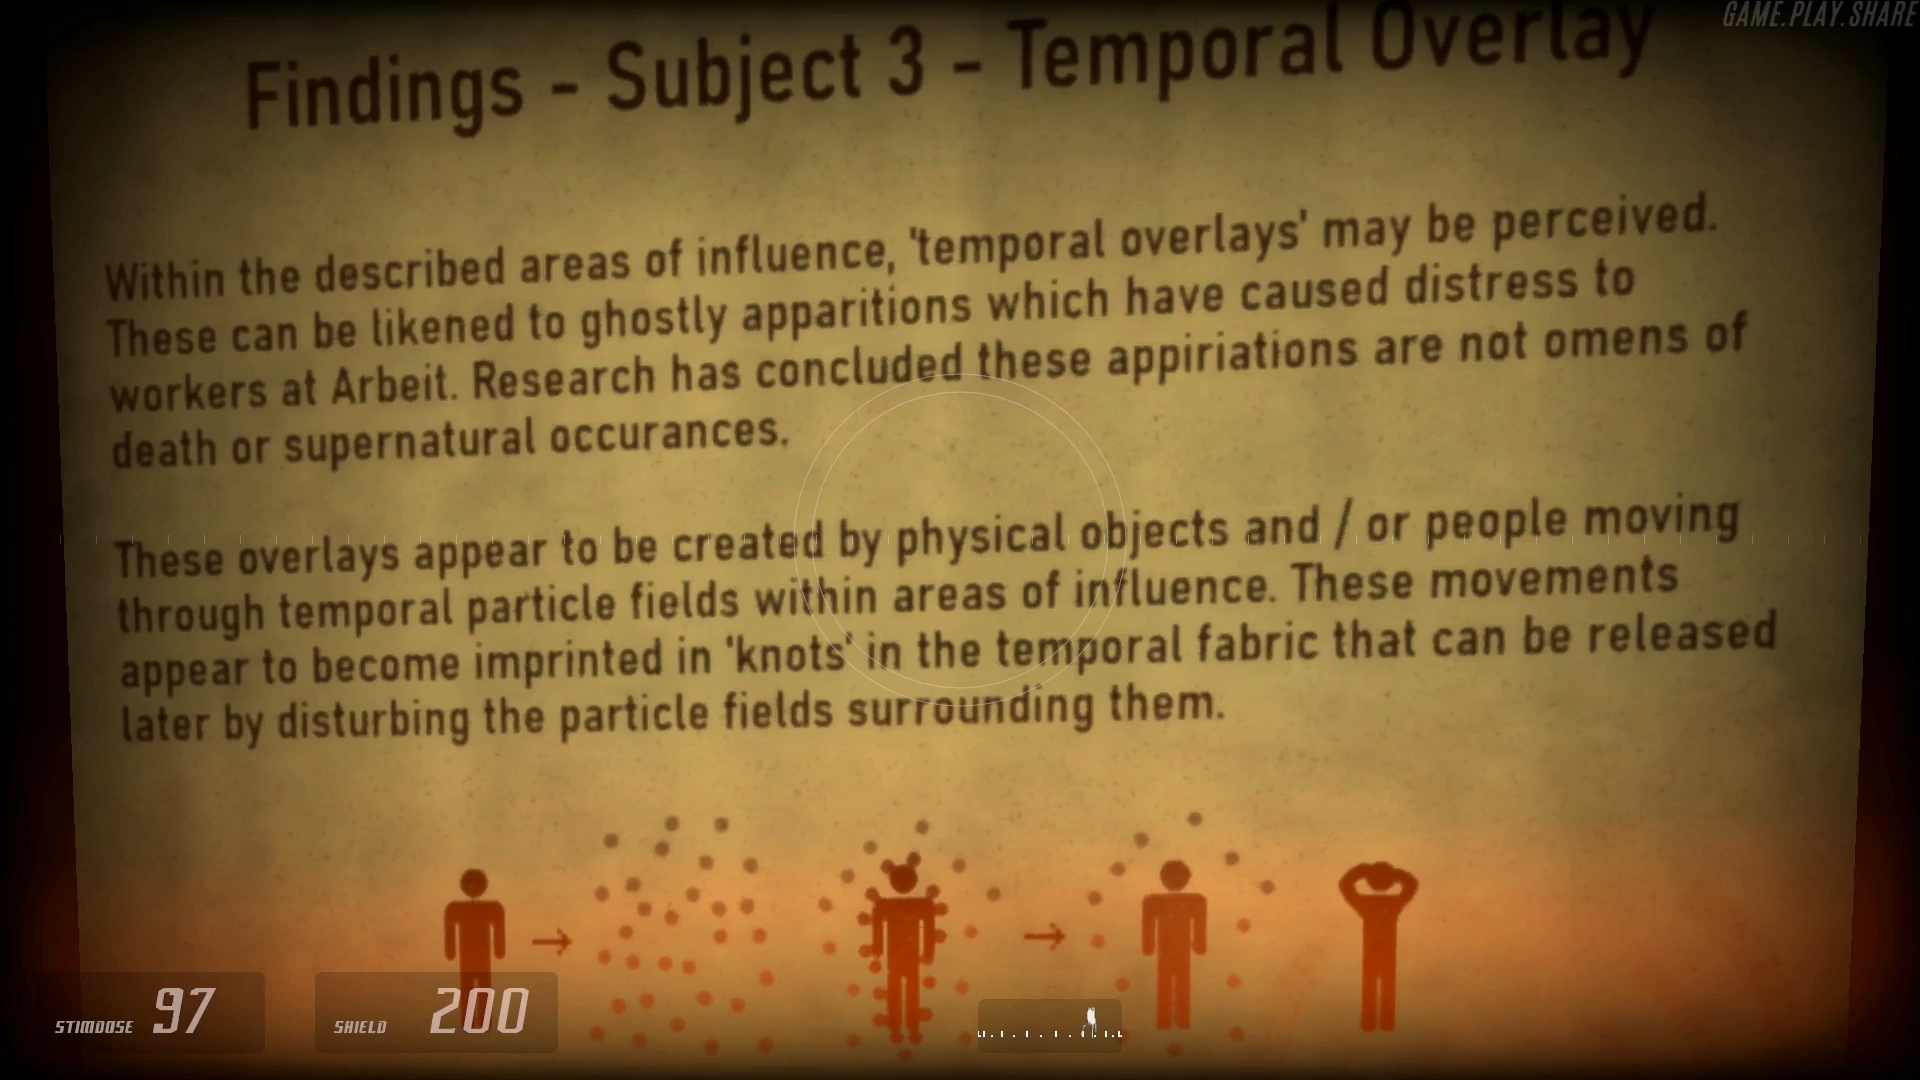 GAME.PLAY.SHARE
Findings - Subject 3 - Temporal Overlay
Within the described areas of influence, 'temporal overlays' may be perceived.
These can be likened to ghostly apparitions which have caused distress to
workers at Arbeit. Research has concluded these appiriations are not omens of
death or supernatural occurances.
These overlays appear to be created by physical objects and / or people moving
through temporal particle fields within areas of influence. These movements
appear to become imprinted in 'knots' in the temporal fabric that can be released
later by disturbing the particle fields surrounding them.
STIMDOSE 97
SHIELD 200